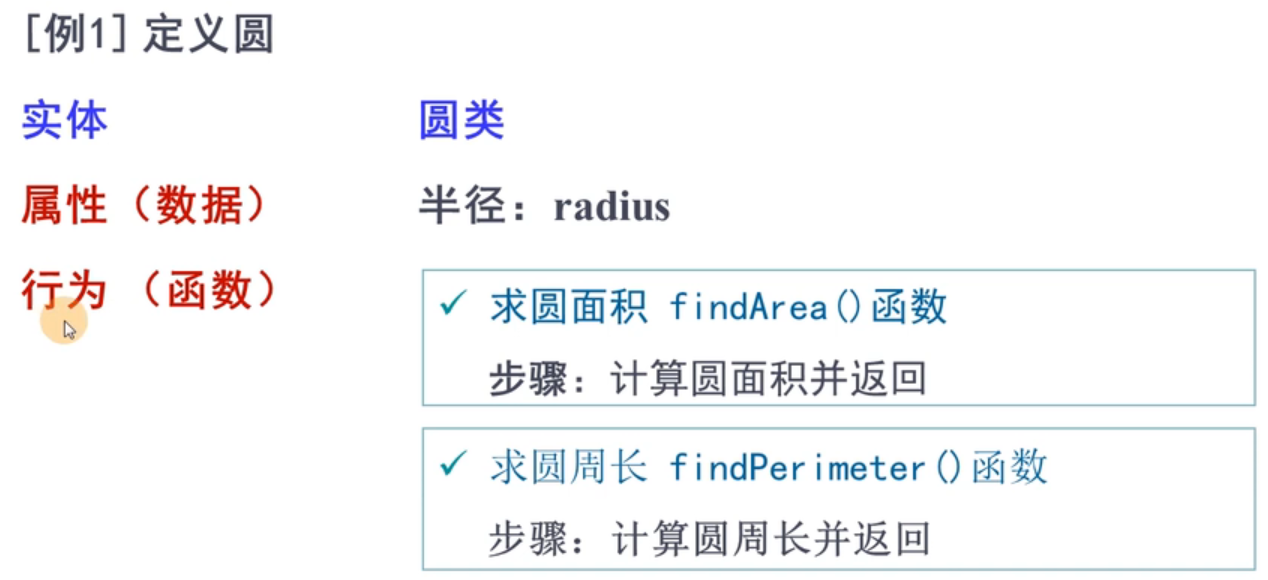 [例1] 定义圆
实体 圆类
属性（数据） 半径：radius
行为（函数）
✓ 求圆面积 findArea()函数
步骤：计算圆面积并返回
✓ 求圆周长 findPerimeter()函数
步骤：计算圆周长并返回